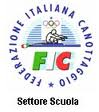 FEDERAZIONE ITALIANA CANOTTAGGIO
FIC
Settore Scuola